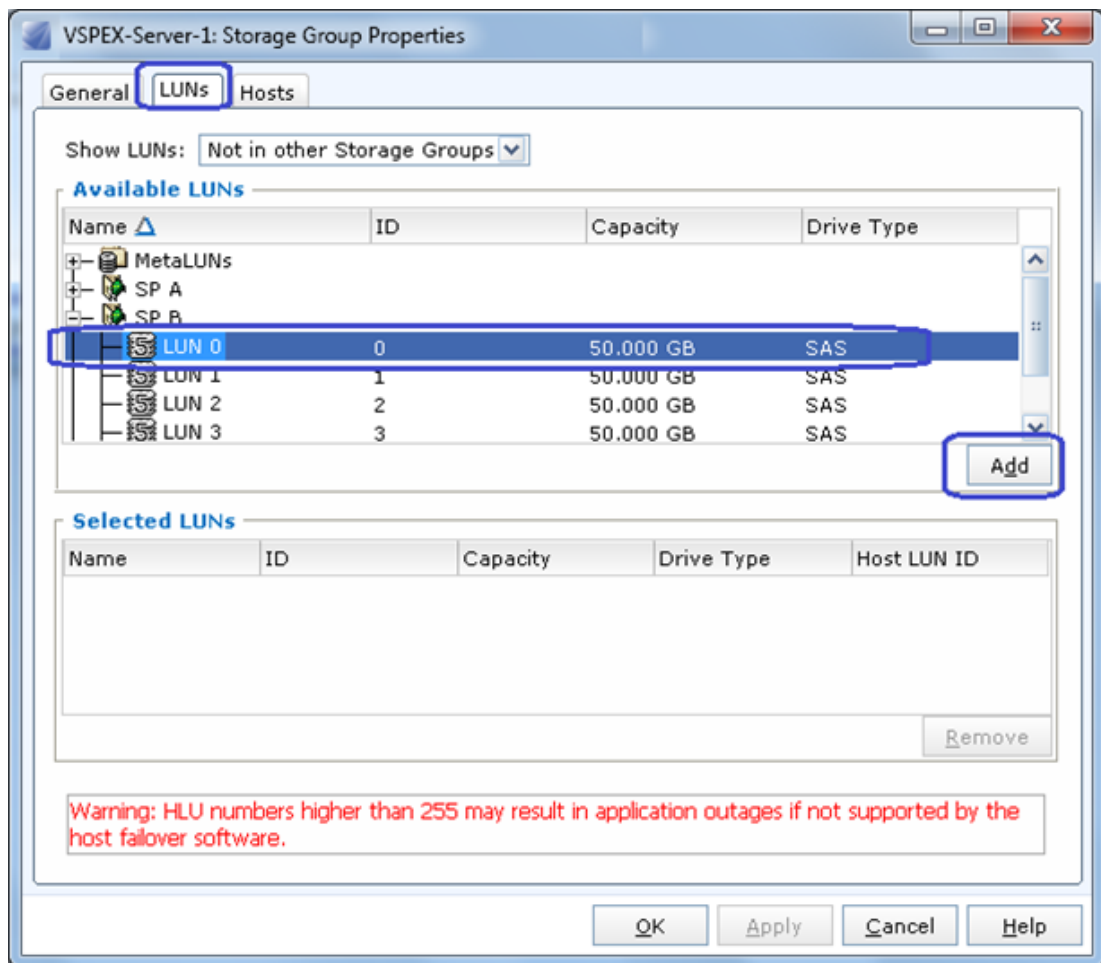 VSPEX-Server-1: Storage Group Properties
General LUNs Hosts
Show LUNs: Not in other Storage Groups
Available LUNs
Name ID Capacity Drive Type
MetaLUNs
SP A
SP B
LUN 0 0 50.000 GB SAS
LUN 1 1 50.000 GB SAS
LUN 2 2 50.000 GB SAS
LUN 3 3 50.000 GB SAS
Add
Selected LUNs
Name ID Capacity Drive Type Host LUN ID
Remove
Warning: HLU numbers higher than 255 may result in application outages if not supported by the
host failover software.
OK Apply Cancel Help